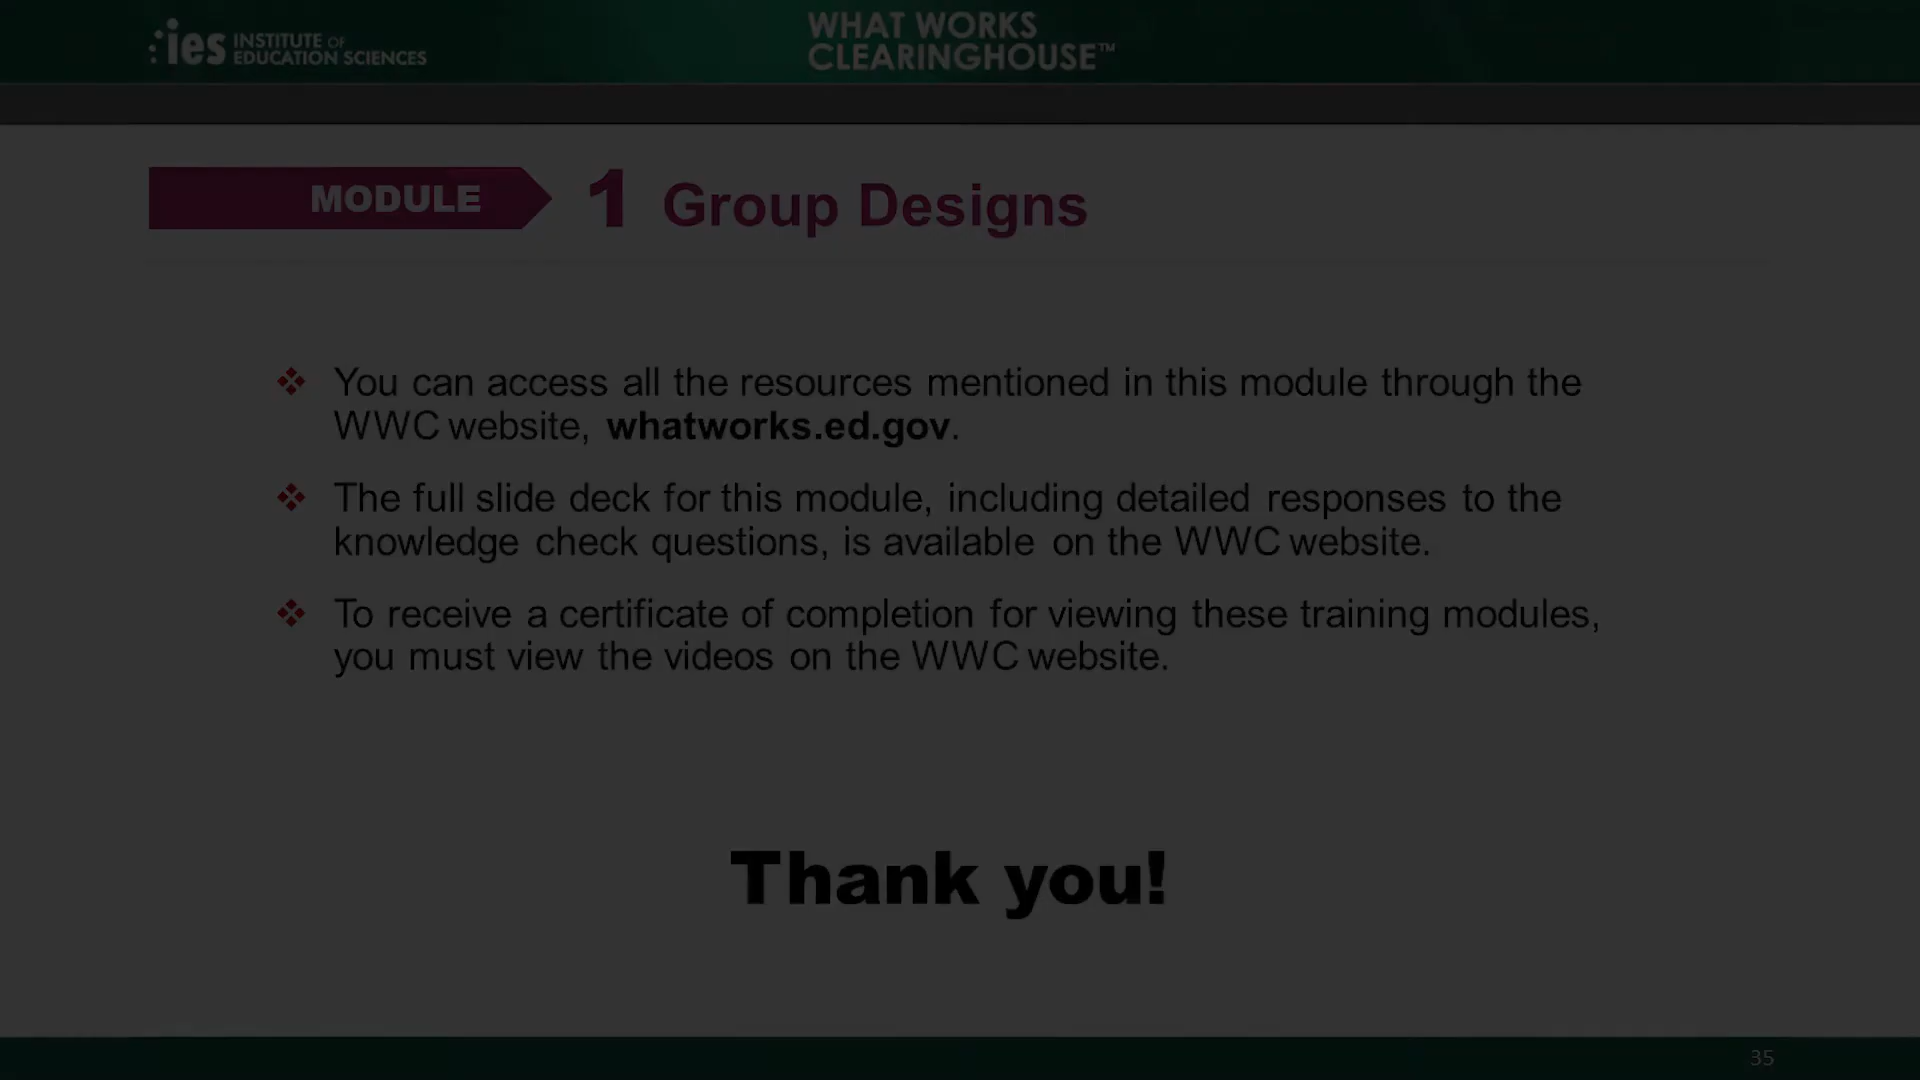 ies INSTITUTE OF
EDUCATION SCIENCES
WHAT WORKS
CLEARINGHOUSE™
MODULE 1 Group Designs
❖ You can access all the resources mentioned in this module through the
WWC website, whatworks.ed.gov.
❖ The full slide deck for this module, including detailed responses to the
knowledge check questions, is available on the WWC website.
❖ To receive a certificate of completion for viewing these training modules,
you must view the videos on the WWC website.
Thank you!
35